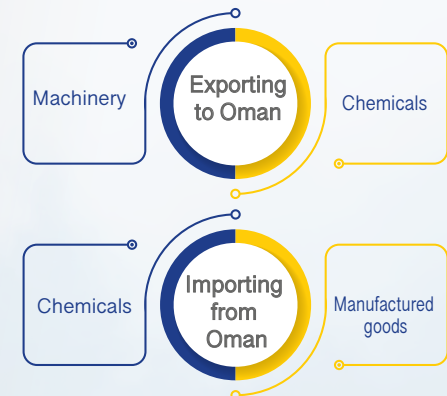 Machinery
Exporting
to Oman
Chemicals
Chemicals
Importing
from
Oman
Manufactured
goods